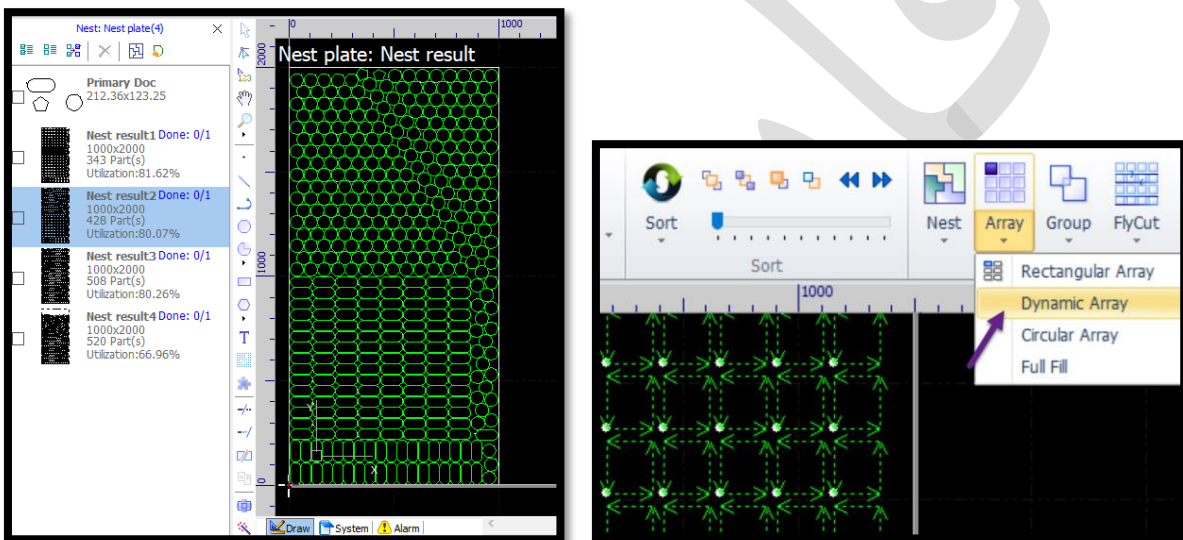 Nest: Nest plate(4)
Primary Doc
212.36x123.25
Nest result1 Done: 0/1
1000x2000
343 Part(s)
Utilization:81.62%
Nest result2 Done: 0/1
1000x2000
428 Part(s)
Utilization:80.07%
Nest result3 Done: 0/1
1000x2000
508 Part(s)
Utilization:80.26%
Nest result4 Done: 0/1
1000x2000
520 Part(s)
Utilization:66.96%
123
T
0
1000
2000
1000
0
Nest plate: Nest result
Y
X
Draw
System
Alarm
Sort
Nest
Array
Group
FlyCut
Sort
Rectangular Array
Dynamic Array
Circular Array
Full Fill
1000